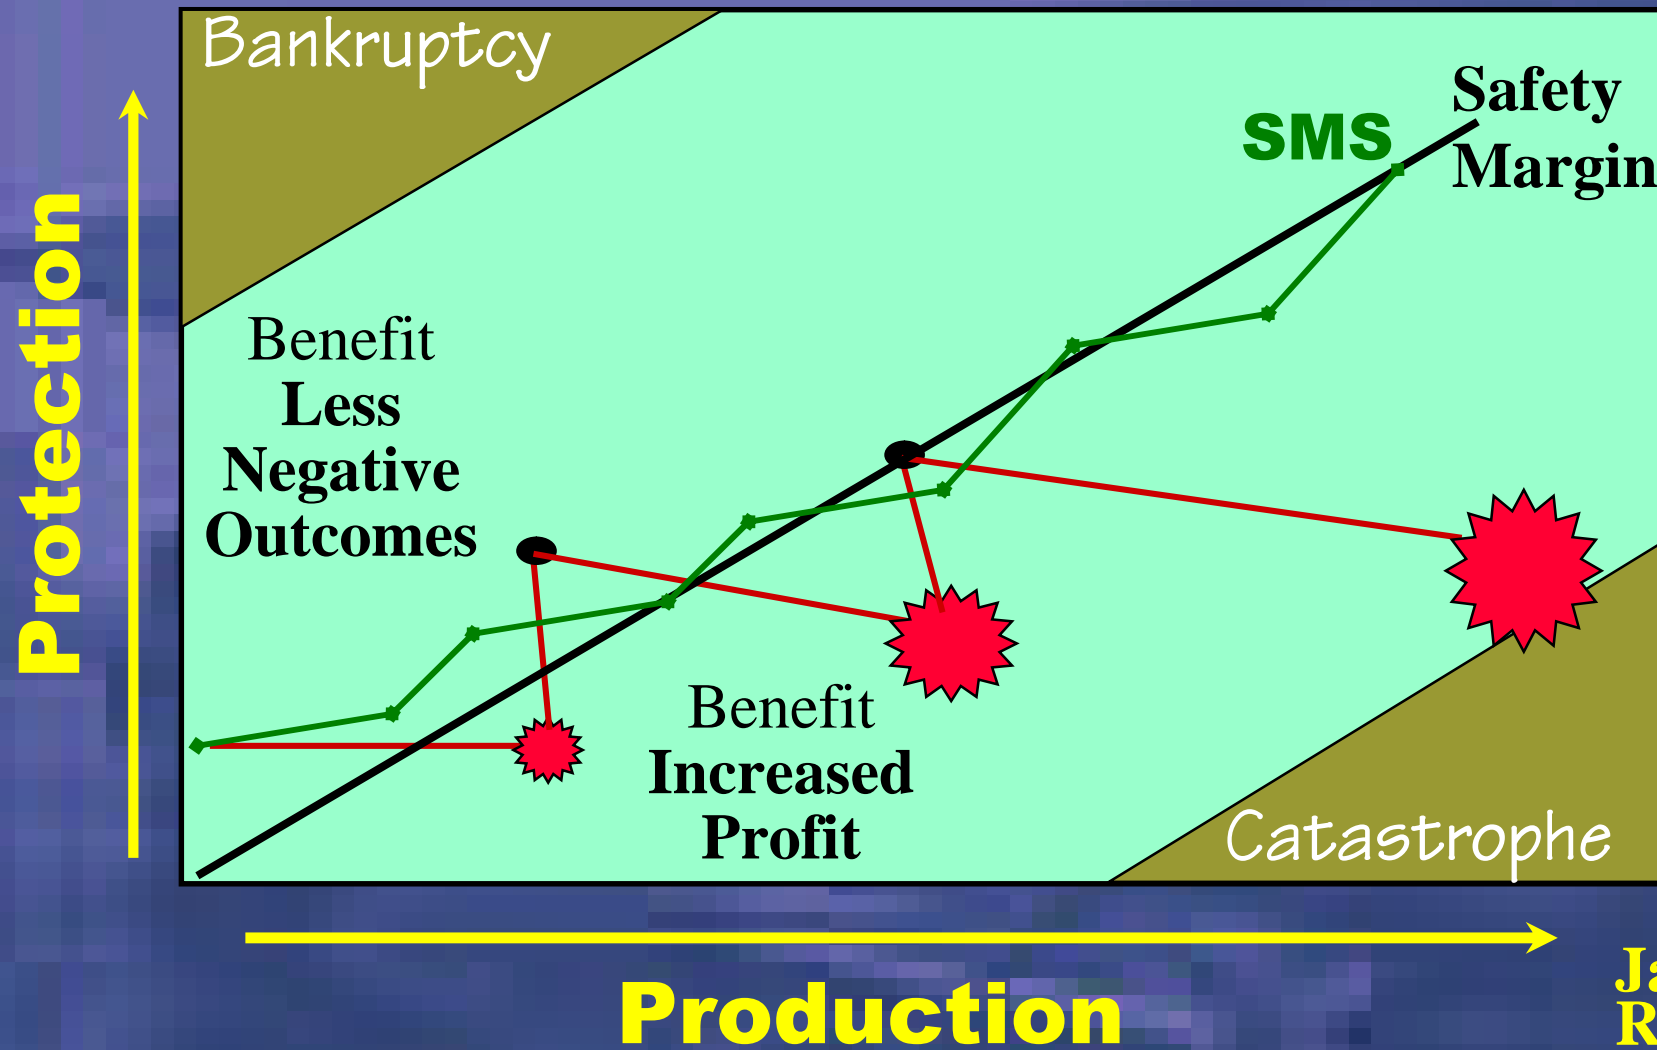 Bankruptcy
Safety
Margin
SMS
Protection
Benefit
Less
Negative
Outcomes
Benefit
Increased
Profit
Catastrophe
Production